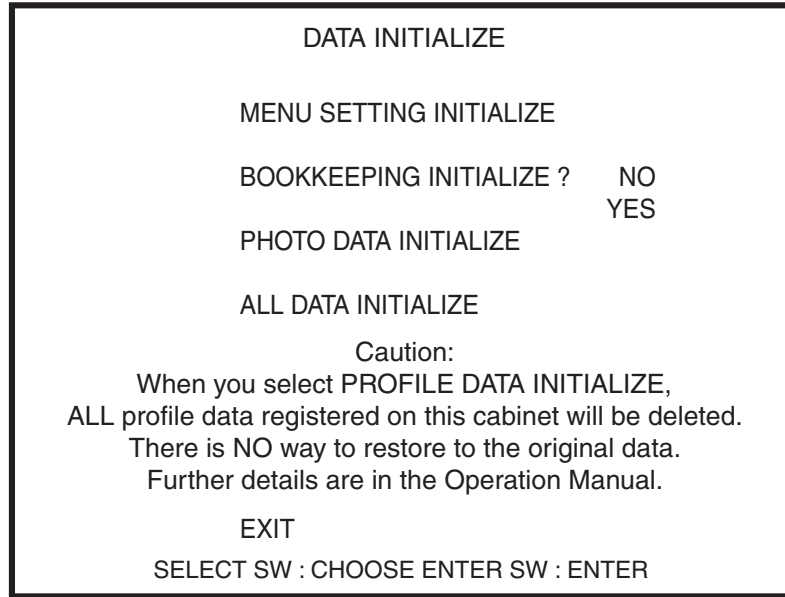 DATA INITIALIZE
MENU SETTING INITIALIZE
BOOKKEEPING INITIALIZE ? NO
YES
PHOTO DATA INITIALIZE
ALL DATA INITIALIZE
Caution:
When you select PROFILE DATA INITIALIZE,
ALL profile data registered on this cabinet will be deleted.
There is NO way to restore to the original data.
Further details are in the Operation Manual.
EXIT
SELECT SW : CHOOSE ENTER SW : ENTER